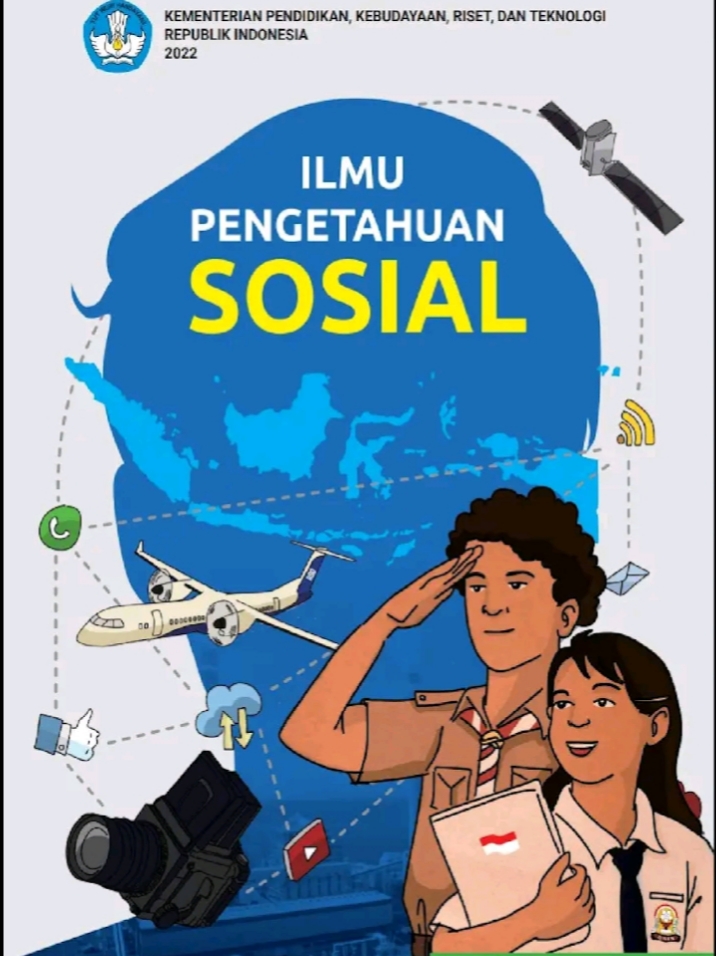 KEMENTERIAN PENDIDIKAN, KEBUDAYAAN, RISET, DAN TEKNOLOGI
REPUBLIK INDONESIA
2022
ILMU
PENGETAHUAN
SOSIAL